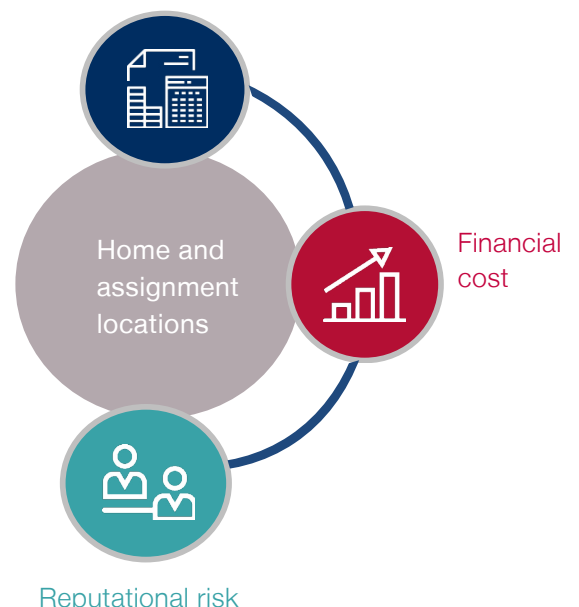 Home and
assignment
locations
Financial
cost
Reputational risk